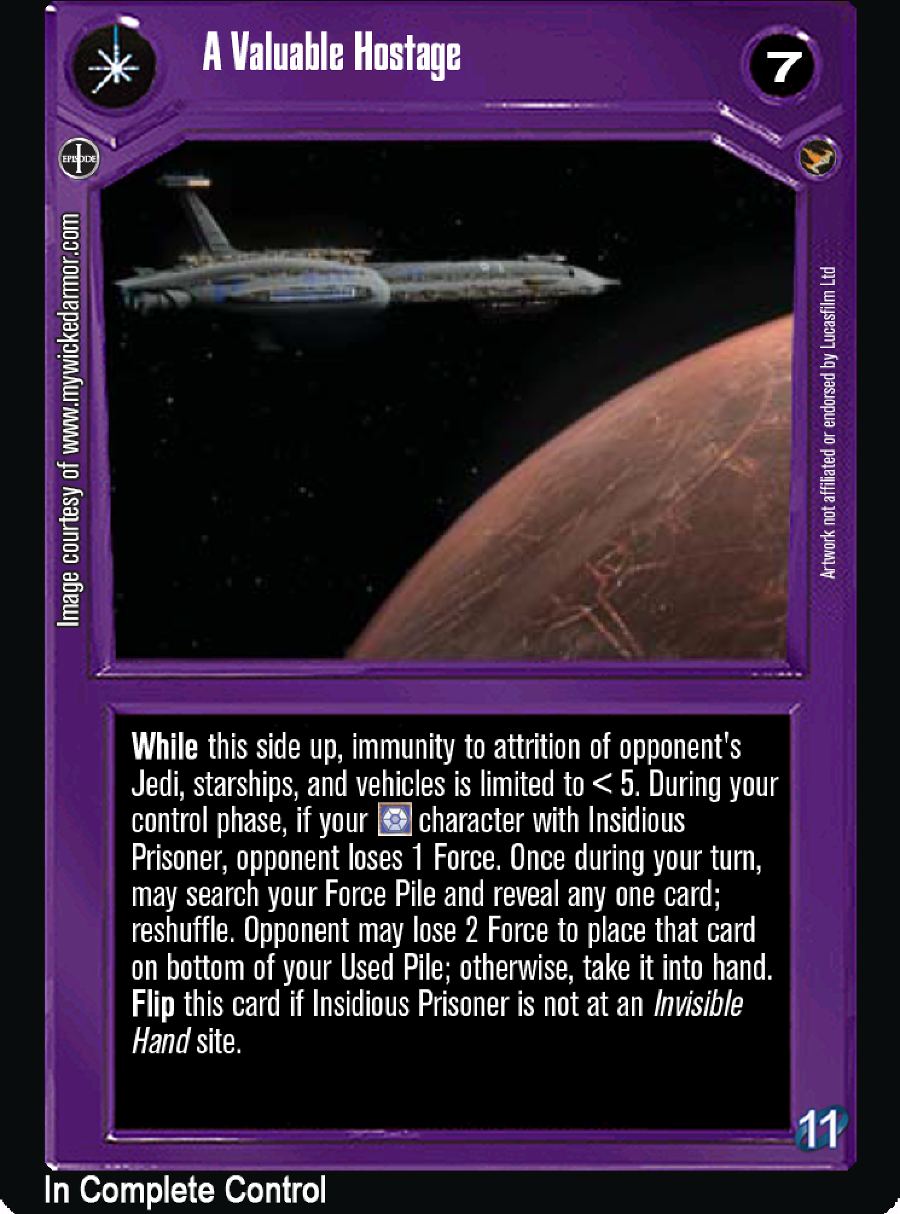 A Valuable Hostage
7
EPISODE
I
Image courtesy of www.mywickedarmor.com
Artwork not affiliated or endorsed by Lucasfilm Ltd
While this side up, immunity to attrition of opponent's
Jedi, starships, and vehicles is limited to < 5. During your
control phase, if your character with Insidious
Prisoner, opponent loses 1 Force. Once during your turn,
may search your Force Pile and reveal any one card;
reshuffle. Opponent may lose 2 Force to place that card
on bottom of your Used Pile; otherwise, take it into hand.
Flip this card if Insidious Prisoner is not at an Invisible
Hand site.
11
In Complete Control